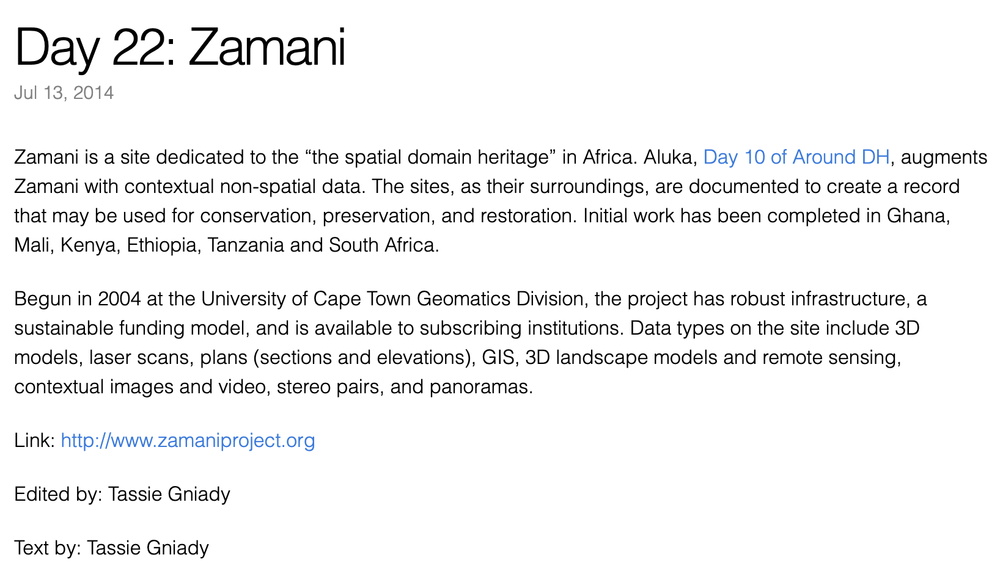 Day 22: Zamani
Jul 13, 2014
Zamani is a site dedicated to the “the spatial domain heritage” in Africa. Aluka, Day 10 of Around DH, augments
Zamani with contextual non-spatial data. The sites, as their surroundings, are documented to create a record
that may be used for conservation, preservation, and restoration. Initial work has been completed in Ghana,
Mali, Kenya, Ethiopia, Tanzania and South Africa.
Begun in 2004 at the University of Cape Town Geomatics Division, the project has robust infrastructure, a
sustainable funding model, and is available to subscribing institutions. Data types on the site include 3D
models, laser scans, plans (sections and elevations), GIS, 3D landscape models and remote sensing,
contextual images and video, stereo pairs, and panoramas.
Link: http://www.zamaniproject.org
Edited by: Tassie Gniady
Text by: Tassie Gniady